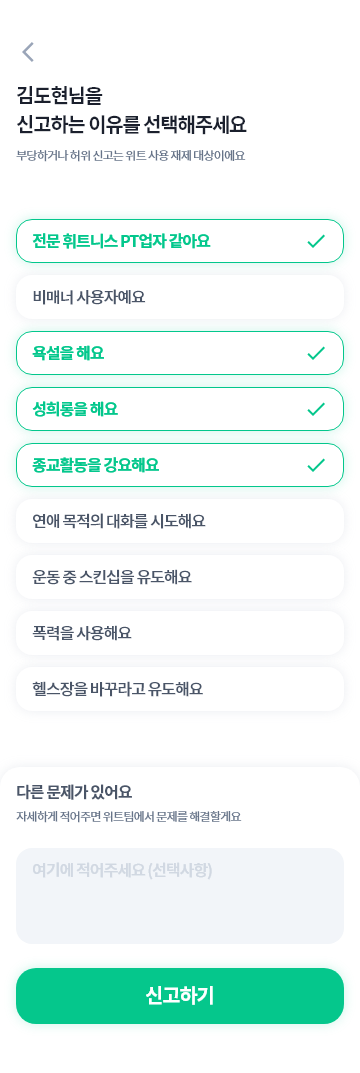 김도현님을
신고하는 이유를 선택해주세요
부당하거나 허위 신고는 위트 사용 재제 대상이에요
전문 휘트니스 PT업자 같아요
비매너 사용자예요
욕설을 해요
성희롱을 해요
종교활동을 강요해요
연애 목적의 대화를 시도해요
운동 중 스킨십을 유도해요
폭력을 사용해요
헬스장을 바꾸라고 유도해요
다른 문제가 있어요
자세하게 적어주면 위트팀에서 문제를 해결할게요
여기에 적어주세요 (선택사항)
신고하기